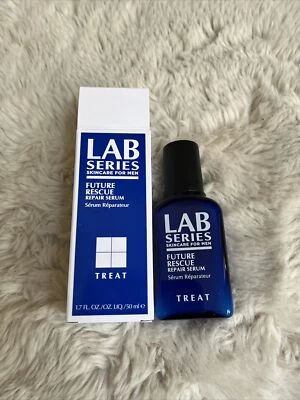 LAB
SERIES
SKINCARE FOR MEN
FUTURE
RESCUE
REPAIR SERUM
Sérum Réparateur
TREAT
1.7 FL. OZ./OZ. LIQ./50 ml ℮
LAB
SERIES
SKINCARE FOR MEN
FUTURE
RESCUE
REPAIR SERUM
Sérum Réparateur
TREAT